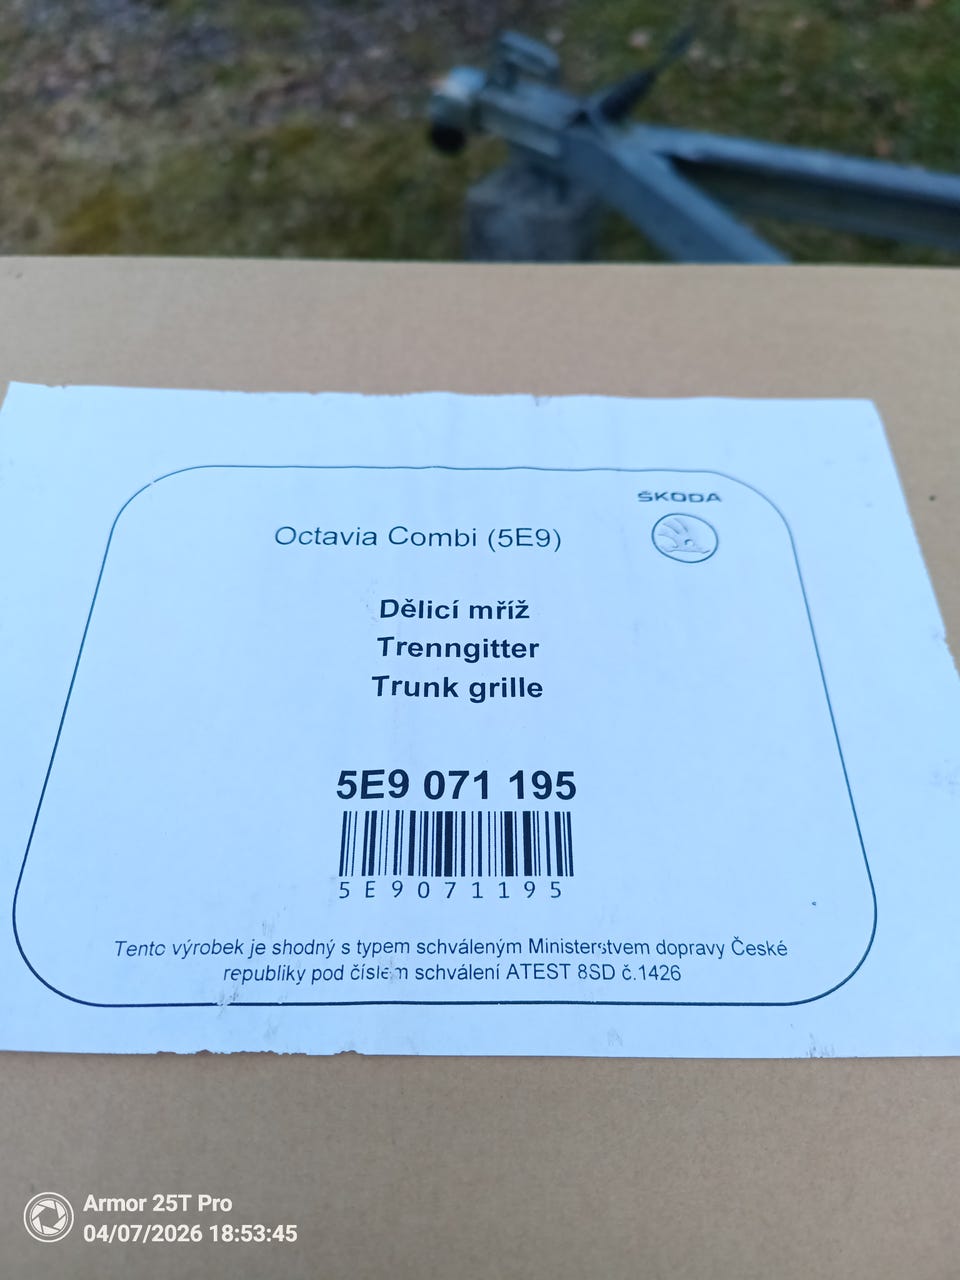 ŠKODA
Octavia Combi (5E9)
Dělicí mříž
Trenngitter
Trunk grille
5E9 071 195
5E9071195
Tento výrobek je shodný s typem schváleným Ministerstvem dopravy České
republiky pod číslem schválení ATEST 8SD č.1426
Armor 25T Pro
04/07/2026 18:53:45